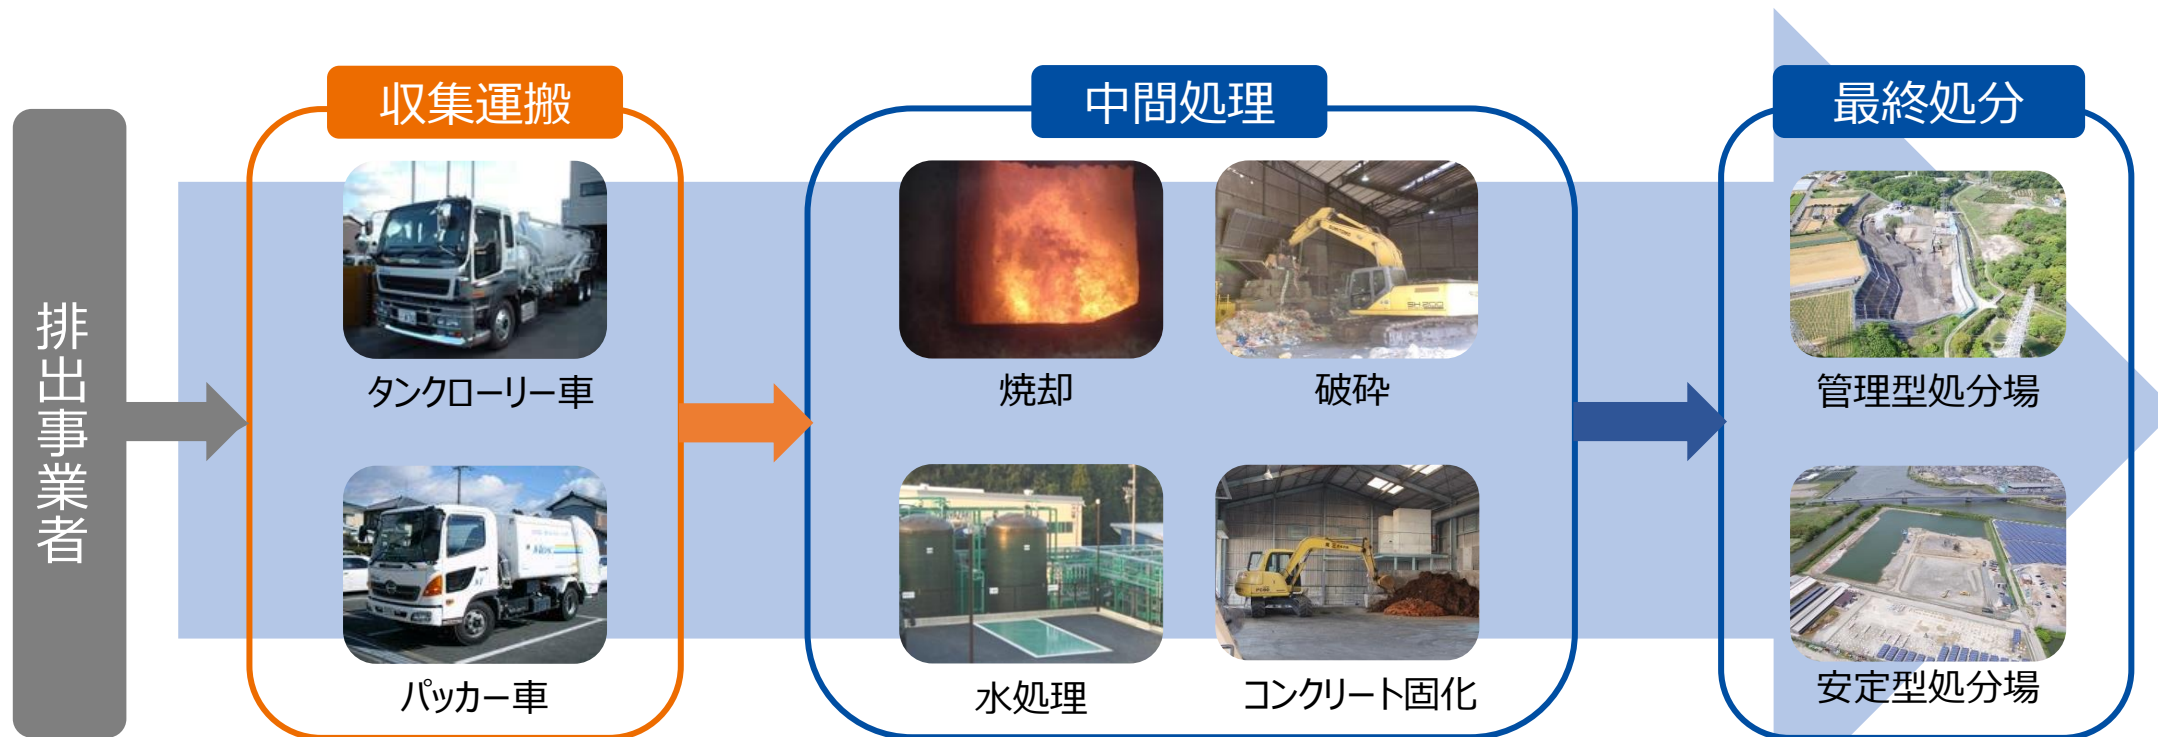 排出事業者
収集運搬
タンクローリー車
パッカー車
中間処理
焼却
破砕
SH200
水処理
コンクリート固化
最終処分
管理型処分場
安定型処分場